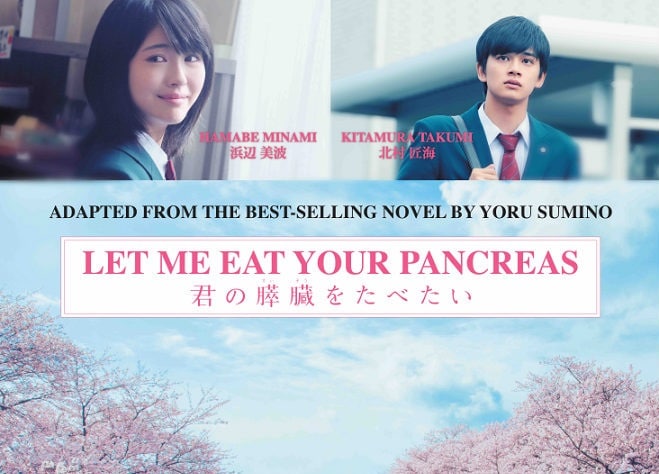 HAMABE MINAMI
浜辺 美波
KITAMURA TAKUMI
北村 匠海
ADAPTED FROM THE BEST-SELLING NOVEL BY YORU SUMINO
LET ME EAT YOUR PANCREAS
君の膵臓をたべたい